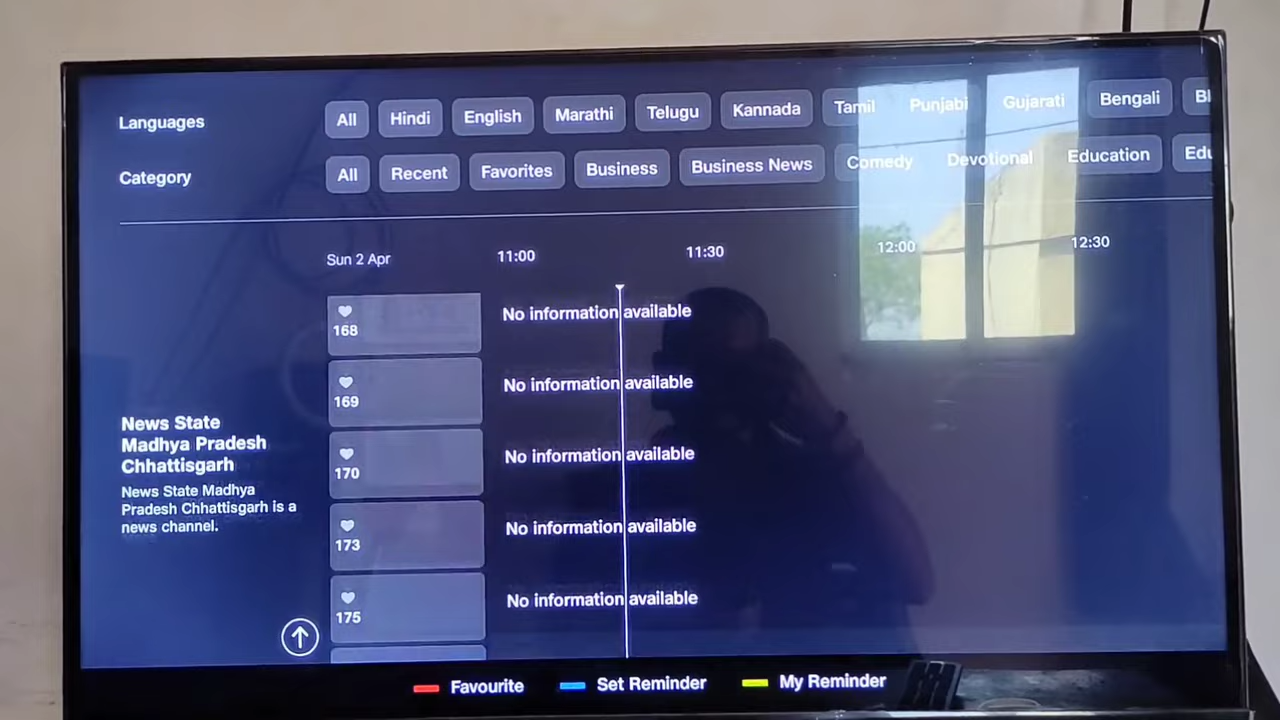 Languages All Hindi English Marathi Telugu Kannada Tamil Punjabi Gujarati Bengali
Category All Recent Favorites Business Business News Comedy Devotional Education
Sun 2 Apr 11:00 11:30 12:00 12:30
168 No information available
169 No information available
170 No information available
173 No information available
175 No information available
News State
Madhya Pradesh
Chhattisgarh
News State Madhya
Pradesh Chhattisgarh is a
news channel.
Favourite Set Reminder My Reminder